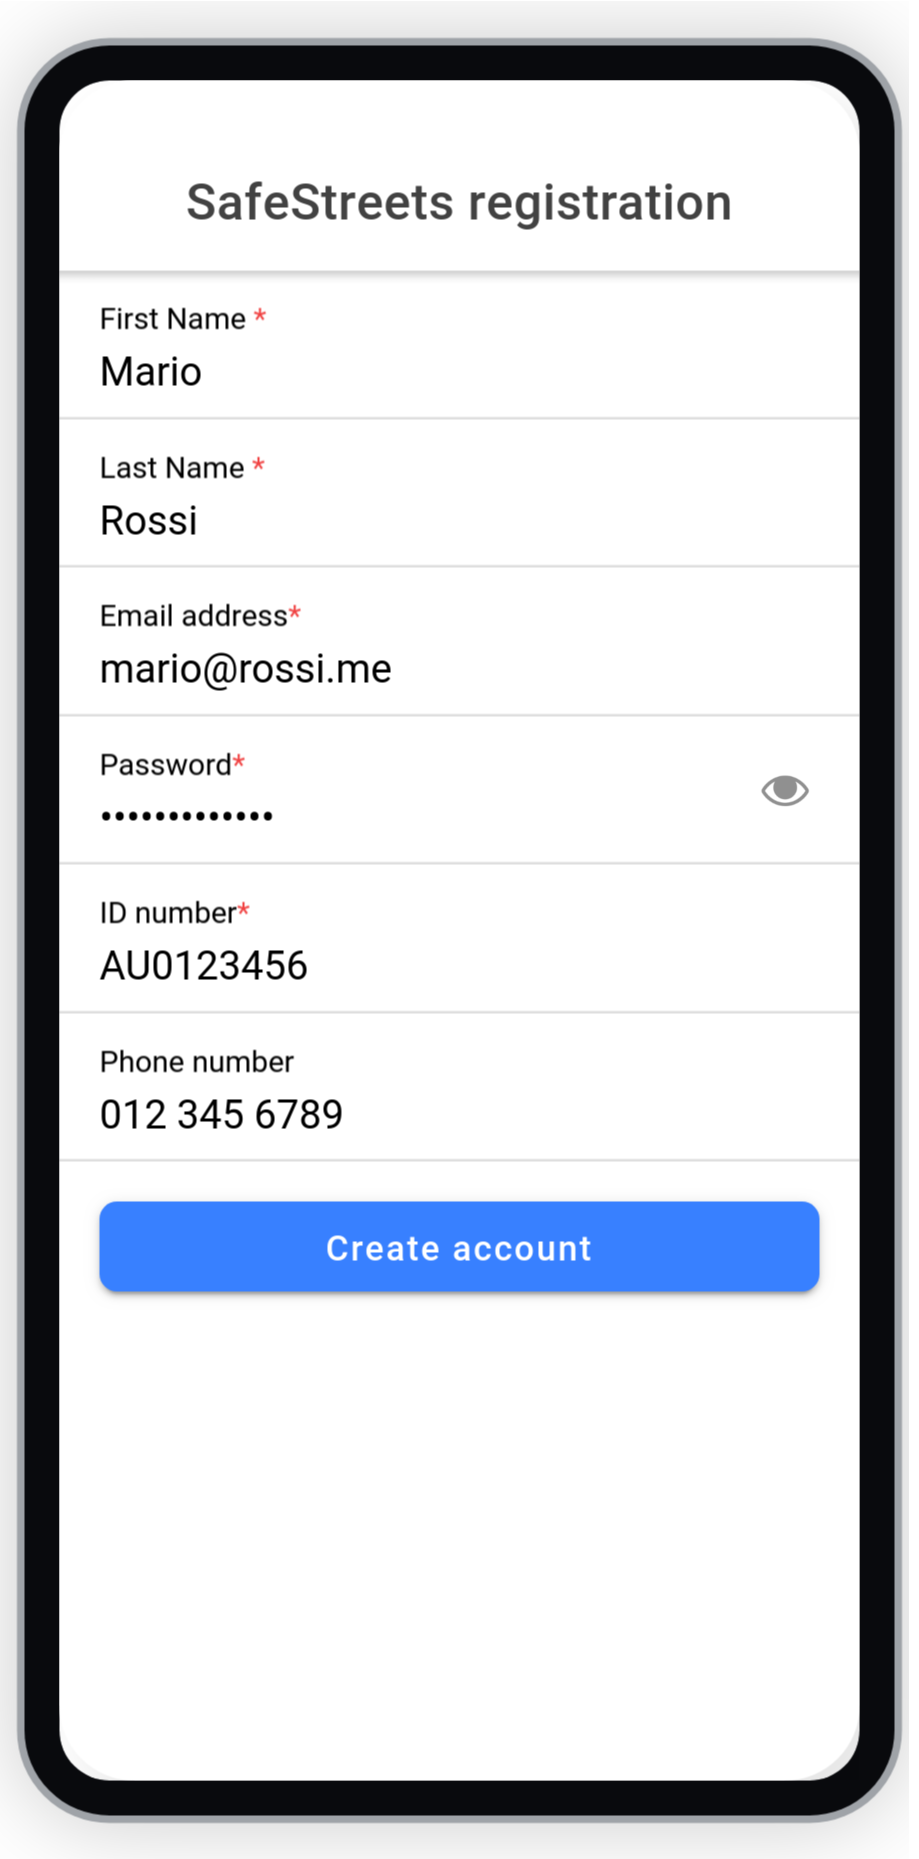 SafeStreets registration
First Name *
Mario
Last Name *
Rossi
Email address*
mario@rossi.me
Password*
•••••••••••••
ID number*
AU0123456
Phone number
012 345 6789
Create account